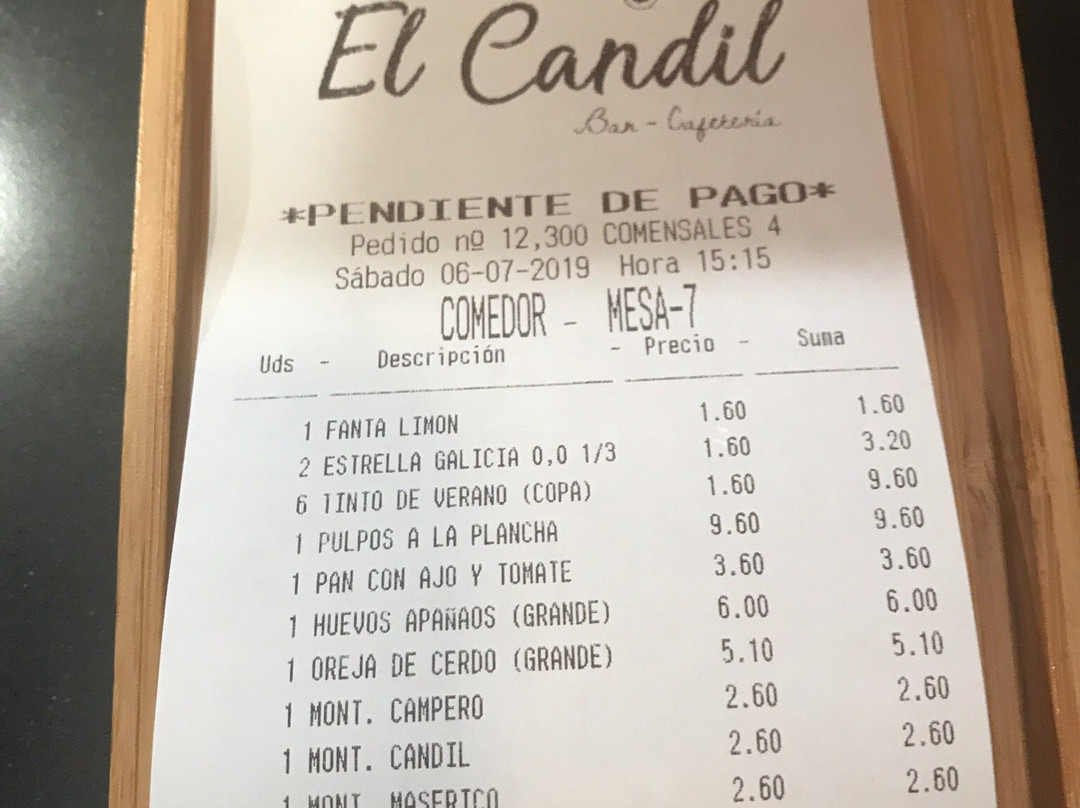 El Candil
Bar - Cafetería
*PENDIENTE DE PAGO*
Pedido nº 12,300 COMENSALES 4
Sábado 06-07-2019 Hora 15:15
COMEDOR - MESA-7
Uds - Descripción - Precio - Suma
1 FANTA LIMON 1.60 1.60
2 ESTRELLA GALICIA 0,0 1/3 1.60 3.20
6 TINTO DE VERANO (COPA) 1.60 9.60
1 PULPOS A LA PLANCHA 9.60 9.60
1 PAN CON AJO Y TOMATE 3.60 3.60
1 HUEVOS APAÑAOS (GRANDE) 6.00 6.00
1 OREJA DE CERDO (GRANDE) 5.10 5.10
1 MONT. CAMPERO 2.60 2.60
1 MONT. CANDIL 2.60 2.60
1 MONT. MASERICO 2.60 2.60